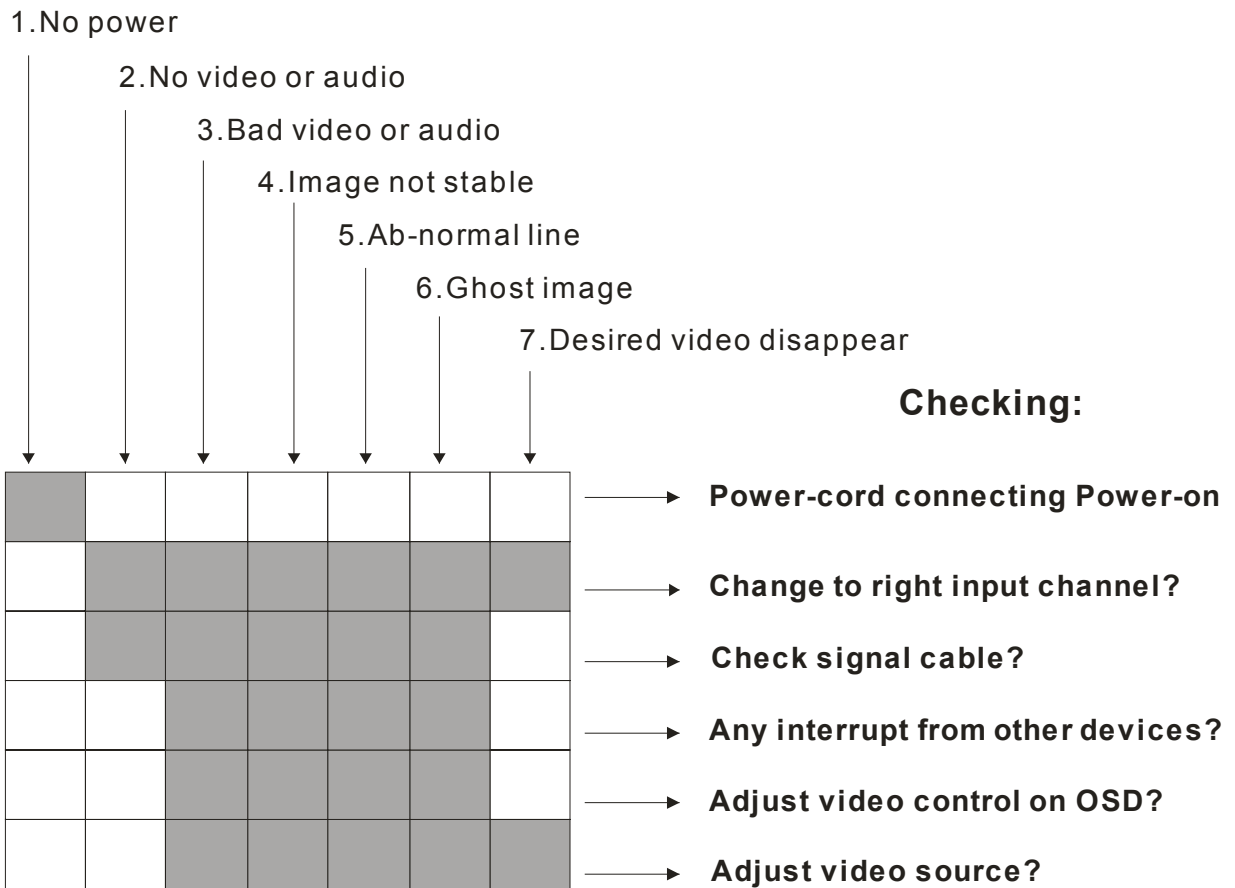 1.No power
2.No video or audio
3.Bad video or audio
4.Image not stable
5.Ab-normal line
6.Ghost image
7.Desired video disappear
Checking:
Power-cord connecting Power-on
Change to right input channel?
Check signal cable?
Any interrupt from other devices?
Adjust video control on OSD?
Adjust video source?